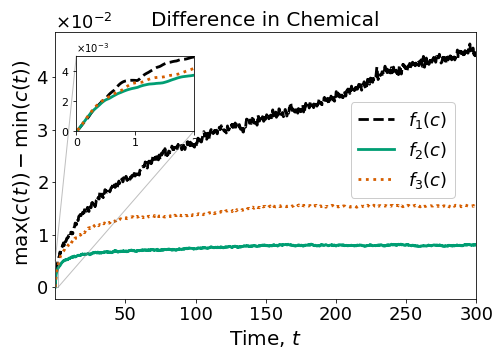 Difference in Chemical
×10⁻²
max(c(t)) − min(c(t))
4
3
2
1
0
×10⁻³
4
2
0
0 1
f₁(c)
f₂(c)
f₃(c)
50 100 150 200 250 300
Time, t